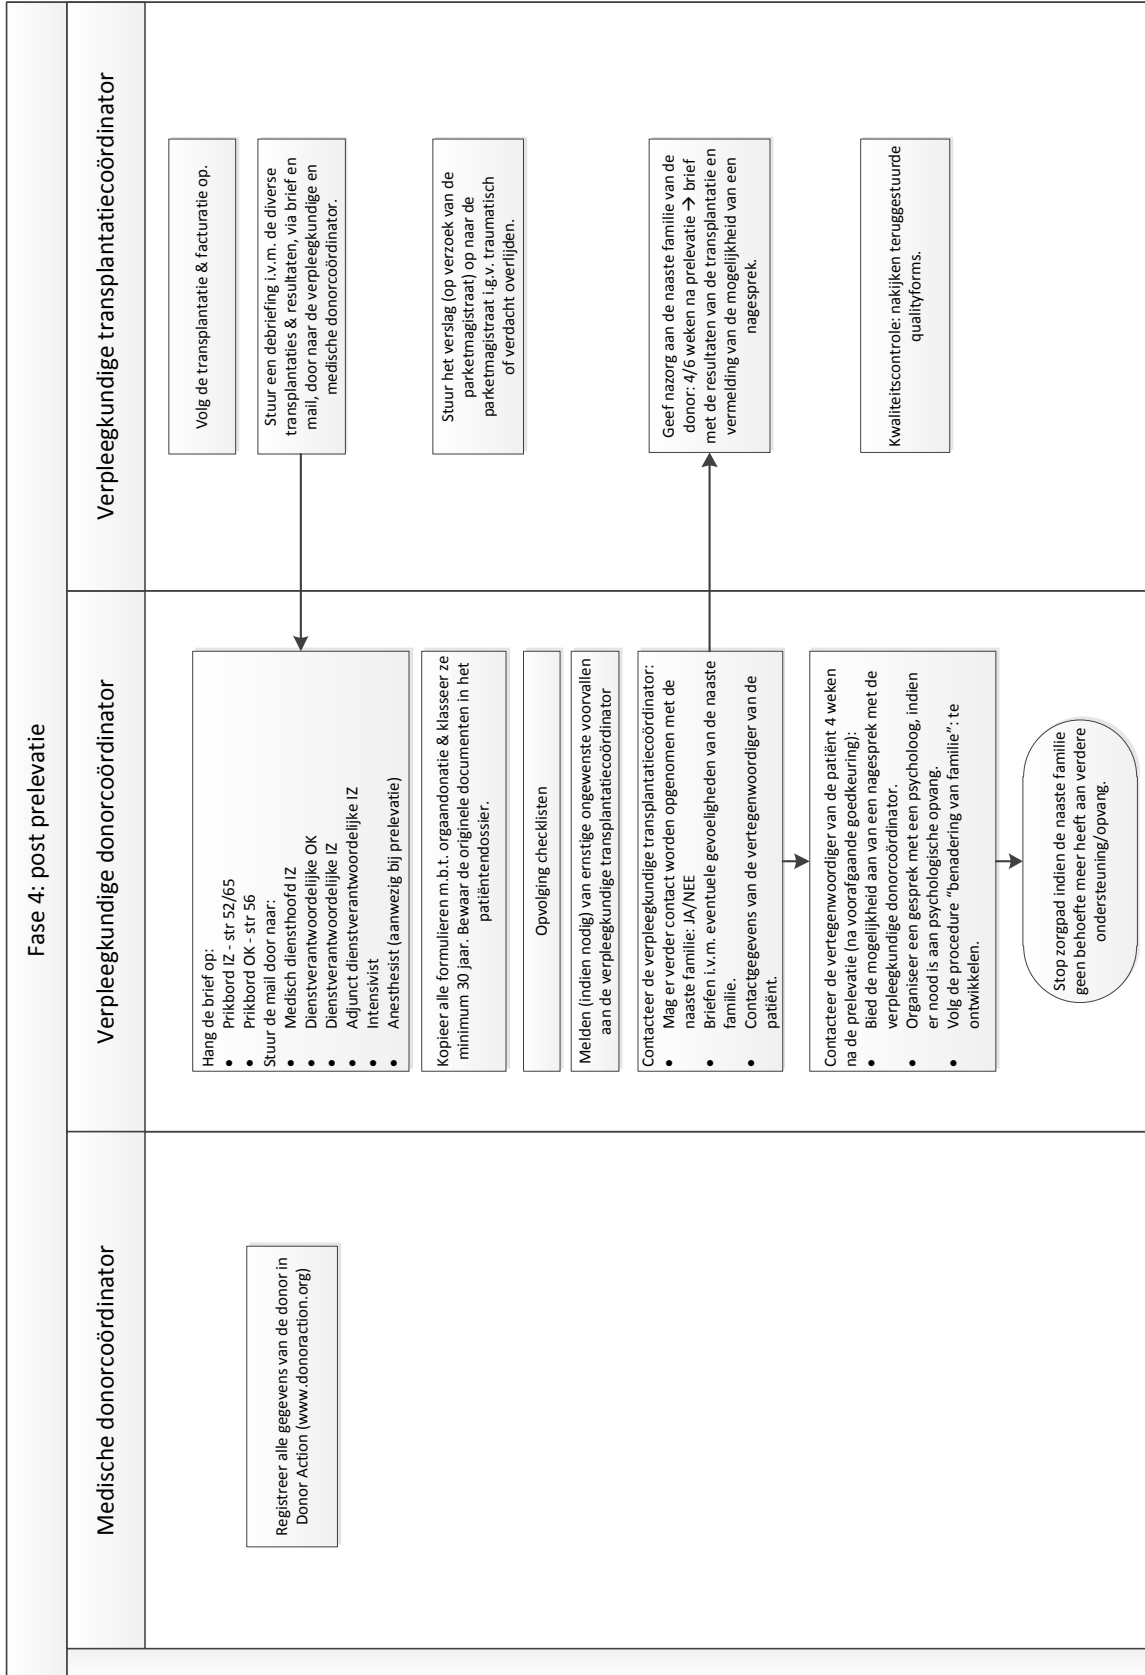 Fase 4: post prelevatie
Medische donorcoördinator
Verpleegkundige donorcoördinator
Verpleegkundige transplantatiecoördinator
Registreer alle gegevens van de donor in
Donor Action (www.donoraction.org)
Hang de brief op:
• Prikbord IZ - str 52/65
• Prikbord OK - str 56
Stuur de mail door naar:
• Medisch diensthoofd IZ
• Dienstverantwoordelijke OK
• Dienstverantwoordelijke IZ
• Adjunct dienstverantwoordelijke IZ
• Intensivist
• Anesthesist (aanwezig bij prelevatie)
Kopieer alle formulieren m.b.t. orgaandonatie & klasseer ze
minimum 30 jaar. Bewaar de originele documenten in het
patiëntendossier.
Opvolging checklisten
Melden (indien nodig) van ernstige ongewenste voorvallen
aan de verpleegkundige transplantatiecoördinator
Contacteer de verpleegkundige transplantatiecoördinator:
• Mag er verder contact worden opgenomen met de
naaste familie: JA/NEE
• Briefen i.v.m. eventuele gevoeligheden van de naaste
familie.
• Contactgegevens van de vertegenwoordiger van de
patiënt.
Contacteer de vertegenwoordiger van de patiënt 4 weken
na de prelevatie (na voorafgaande goedkeuring):
• Bied de mogelijkheid aan van een nagesprek met de
verpleegkundige donorcoördinator.
• Organiseer een gesprek met een psycholoog, indien
er nood is aan psychologische opvang.
• Volg de procedure “benadering van familie”: te
ontwikkelen.
Stop zorgpad indien de naaste familie
geen behoefte meer heeft aan verdere
ondersteuning/opvang.
Volg de transplantatie & facturatie op.
Stuur een debriefing i.v.m. de diverse
transplantaties & resultaten, via brief en
mail, door naar de verpleegkundige en
medische donorcoördinator.
Stuur het verslag (op verzoek van de
parketmagistraat) op naar de
parketmagistraat i.g.v. traumatisch
of verdacht overlijden.
Geef nazorg aan de naaste familie van de
donor: 4/6 weken na prelevatie → brief
met de resultaten van de transplantatie en
vermelding van de mogelijkheid van een
nagesprek.
Kwaliteitscontrole: nakijken teruggestuurde
qualityforms.